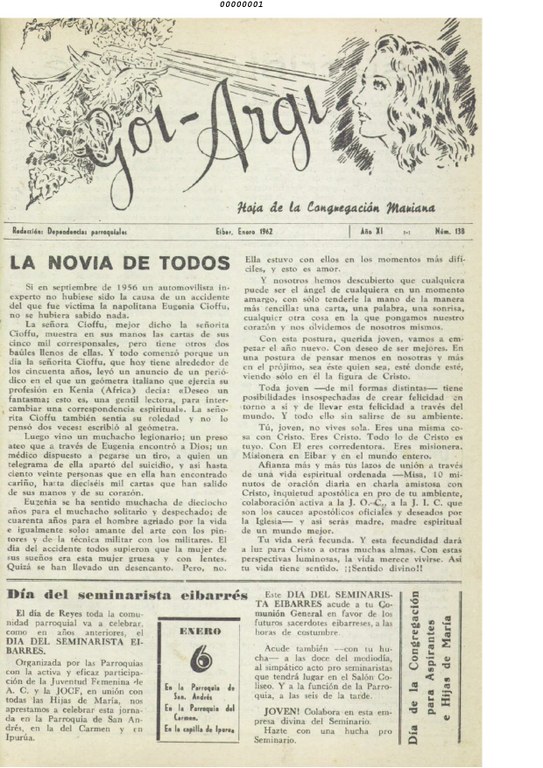 00000001
Goi-Argi
Hoja de la Congregación Mariana
Redacción: Dependencias parroquiales
Eibar, Enero 1962
Año XI
Núm. 138
LA NOVIA DE TODOS
Si en septiembre de 1956 un automovilista in-
experto no hubiese sido la causa de un accidente
del que fue víctima la napolitana Eugenia Cioffu,
no se hubiera sabido nada.
La señora Cioffu, mejor dicho la señorita
Cioffu, muestra en sus manos las cartas de sus
cinco mil corresponsales, pero tiene otros dos
baúles llenos de ellas. Y todo comenzó porque un
día la señorita Cioffu, que hoy tiene alrededor de
los cincuenta años, leyó un anuncio de un perió-
dico en el que un geómetra italiano que ejercía su
profesión en Kenia (Africa) decía: «Deseo un
fantasma; esto es, una gentil lectora, para inter-
cambiar una correspondencia espiritual». La seño-
rita Cioffu también sentía su soledad y no lo
pensó dos veces: escribió al geómetra.
Luego vino un muchacho legionario; un preso
ateo que a través de Eugenia encontró a Dios; un
médico dispuesto a pegarse un tiro, a quien un
telegrama de ella apartó del suicidio, y así hasta
ciento veinte personas que en ella han encontrado
cariño, hasta dieciséis mil cartas que han salido
de sus manos y de su corazón.
Eugenia se ha sentido muchacha de dieciocho
años para el muchacho solitario y despechado; de
cuarenta años para el hombre agriado por la vida
e igualmente solo; amante del arte con los pin-
tores y de la técnica militar con los militares. El
día del accidente todos supieron que la mujer de
sus sueños era esta mujer gruesa y con lentes.
Quizá se han llevado un desencanto. Pero, no.
Ella estuvo con ellos en los momentos más difí-
ciles, y esto es amor.
Y nosotros hemos descubierto que cualquiera
puede ser el ángel de cualquiera en un momento
amargo, con sólo tenderle la mano de la manera
más sencilla: una carta, una palabra, una sonrisa,
cualquier otra cosa en la que pongamos nuestro
corazón y nos olvidemos de nosotros mismos.
Con esta postura, querida joven, vamos a em-
pezar el año nuevo. Con deseo de ser mejores. En
una postura de pensar menos en nosotras y más
en el prójimo, sea éste quien sea, esté donde esté,
viendo sólo en él la figura de Cristo.
Toda joven —de mil formas distintas— tiene
posibilidades insospechadas de crear felicidad en
torno a sí y de llevar esta felicidad a través del
mundo. Y todo ello sin salirse de su ambiente.
Tú, joven, no vives sola. Eres una misma co-
sa con Cristo. Eres Cristo. Todo lo de Cristo es
tuyo. Con El eres corredentora. Eres misionera.
Misionera en Eibar y en el mundo entero.
Afianza más y más tus lazos de unión a través
de una vida espiritual ordenada —Misa, 10 mi-
nutos de oración diaria en charla amistosa con
Cristo, inquietud apostólica en pro de tu ambiente,
colaboración activa a la J. O. C., a la J. I. C. que
son los cauces apostólicos oficiales y deseados por
la Iglesia— y así serás madre, madre espiritual
de un mundo mejor.
Tu vida será fecunda. Y esta fecundidad dará
a luz para Cristo a otras muchas almas. Con estas
perspectivas luminosas, la vida merece vivirse. Así
tu vida tiene sentido. ¡¡Sentido divino!!
Día del seminarista eibarrés
El día de Reyes toda la comu-
nidad parroquial va a celebrar,
como en años anteriores, el
DIA DEL SEMINARISTA EI-
BARRES.
Organizada por las Parroquias
con la activa y eficaz participa-
ción de la Juventud Femenina de
A. C. y la JOCF, en unión con
todas las Hijas de María, nos
aprestamos a celebrar esta jorna-
da en la Parroquia de San An-
drés, en la del Carmen y en
Ipurúa.
ENERO
6
En la Parroquia de
San. Andrés
En la Parroquia del
Carmen.
En la capilla de Ipurua
Este DIA DEL SEMINARIS-
TA EIBARRES acude a tu Co-
munión General en favor de los
futuros sacerdotes eibarreses, a las
horas de costumbre.
Acude también —con tu hu-
cha— a las doce del mediodía,
al simpático acto pro seminaristas
que tendrá lugar en el Salón Co-
liseo. Y a la función de la Parro-
quia, a las seis de la tarde.
JOVEN! Colabora en esta em-
presa divina del Seminario.
Hazte con una hucha pro
Seminario.
Día de la Congregación
para Aspirantes
e Hijas de María